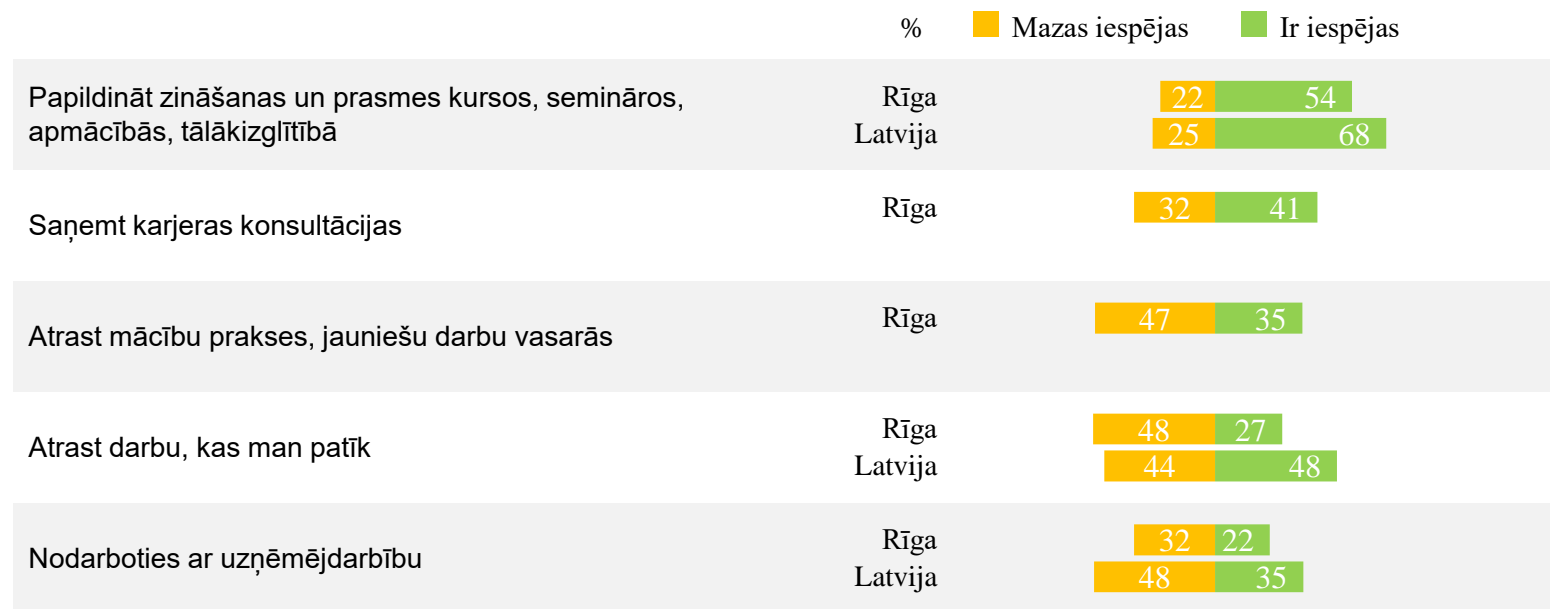 % Mazas iespējas Ir iespējas
Papildināt zināšanas un prasmes kursos, semināros,
apmācībās, tālākizglītībā
Rīga 22 54
Latvija 25 68
Saņemt karjeras konsultācijas
Rīga 32 41
Atrast mācību prakses, jauniešu darbu vasarās
Rīga 47 35
Atrast darbu, kas man patīk
Rīga 48 27
Latvija 44 48
Nodarboties ar uzņēmējdarbību
Rīga 32 22
Latvija 48 35